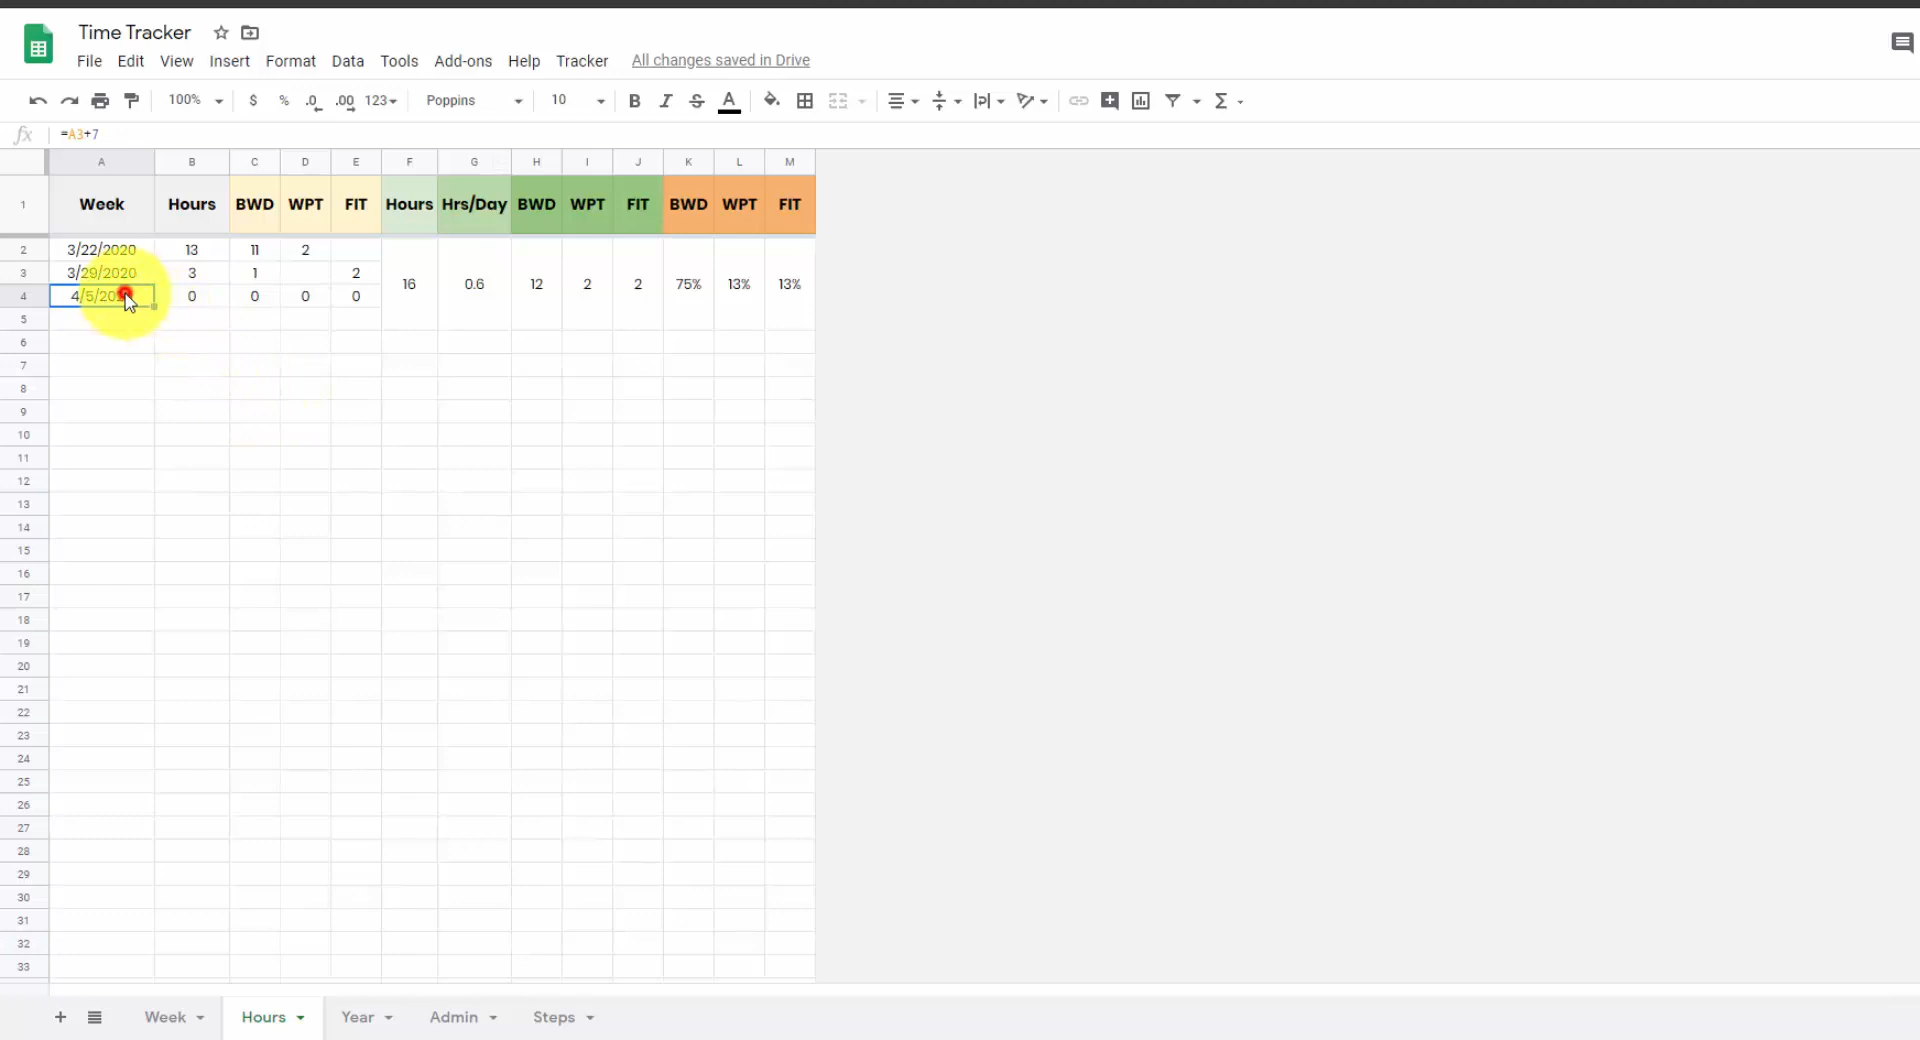 Time Tracker
File Edit View Insert Format Data Tools Add-ons Help Tracker All changes saved in Drive
100% $ % .0 .00 123 Poppins 10 B I S A Σ
fx =A3+7
A B C D E F G H I J K L M
1 Week Hours BWD WPT FIT Hours Hrs/Day BWD WPT FIT BWD WPT FIT
2 3/22/2020 13 11 2
3 3/29/2020 3 1 2
16 0.6 12 2 2 75% 13% 13%
4 4/5/20 0 0 0 0
5
6
7
8
9
10
11
12
13
14
15
16
17
18
19
20
21
22
23
24
25
26
27
28
29
30
31
32
33
+ Week Hours Year Admin Steps